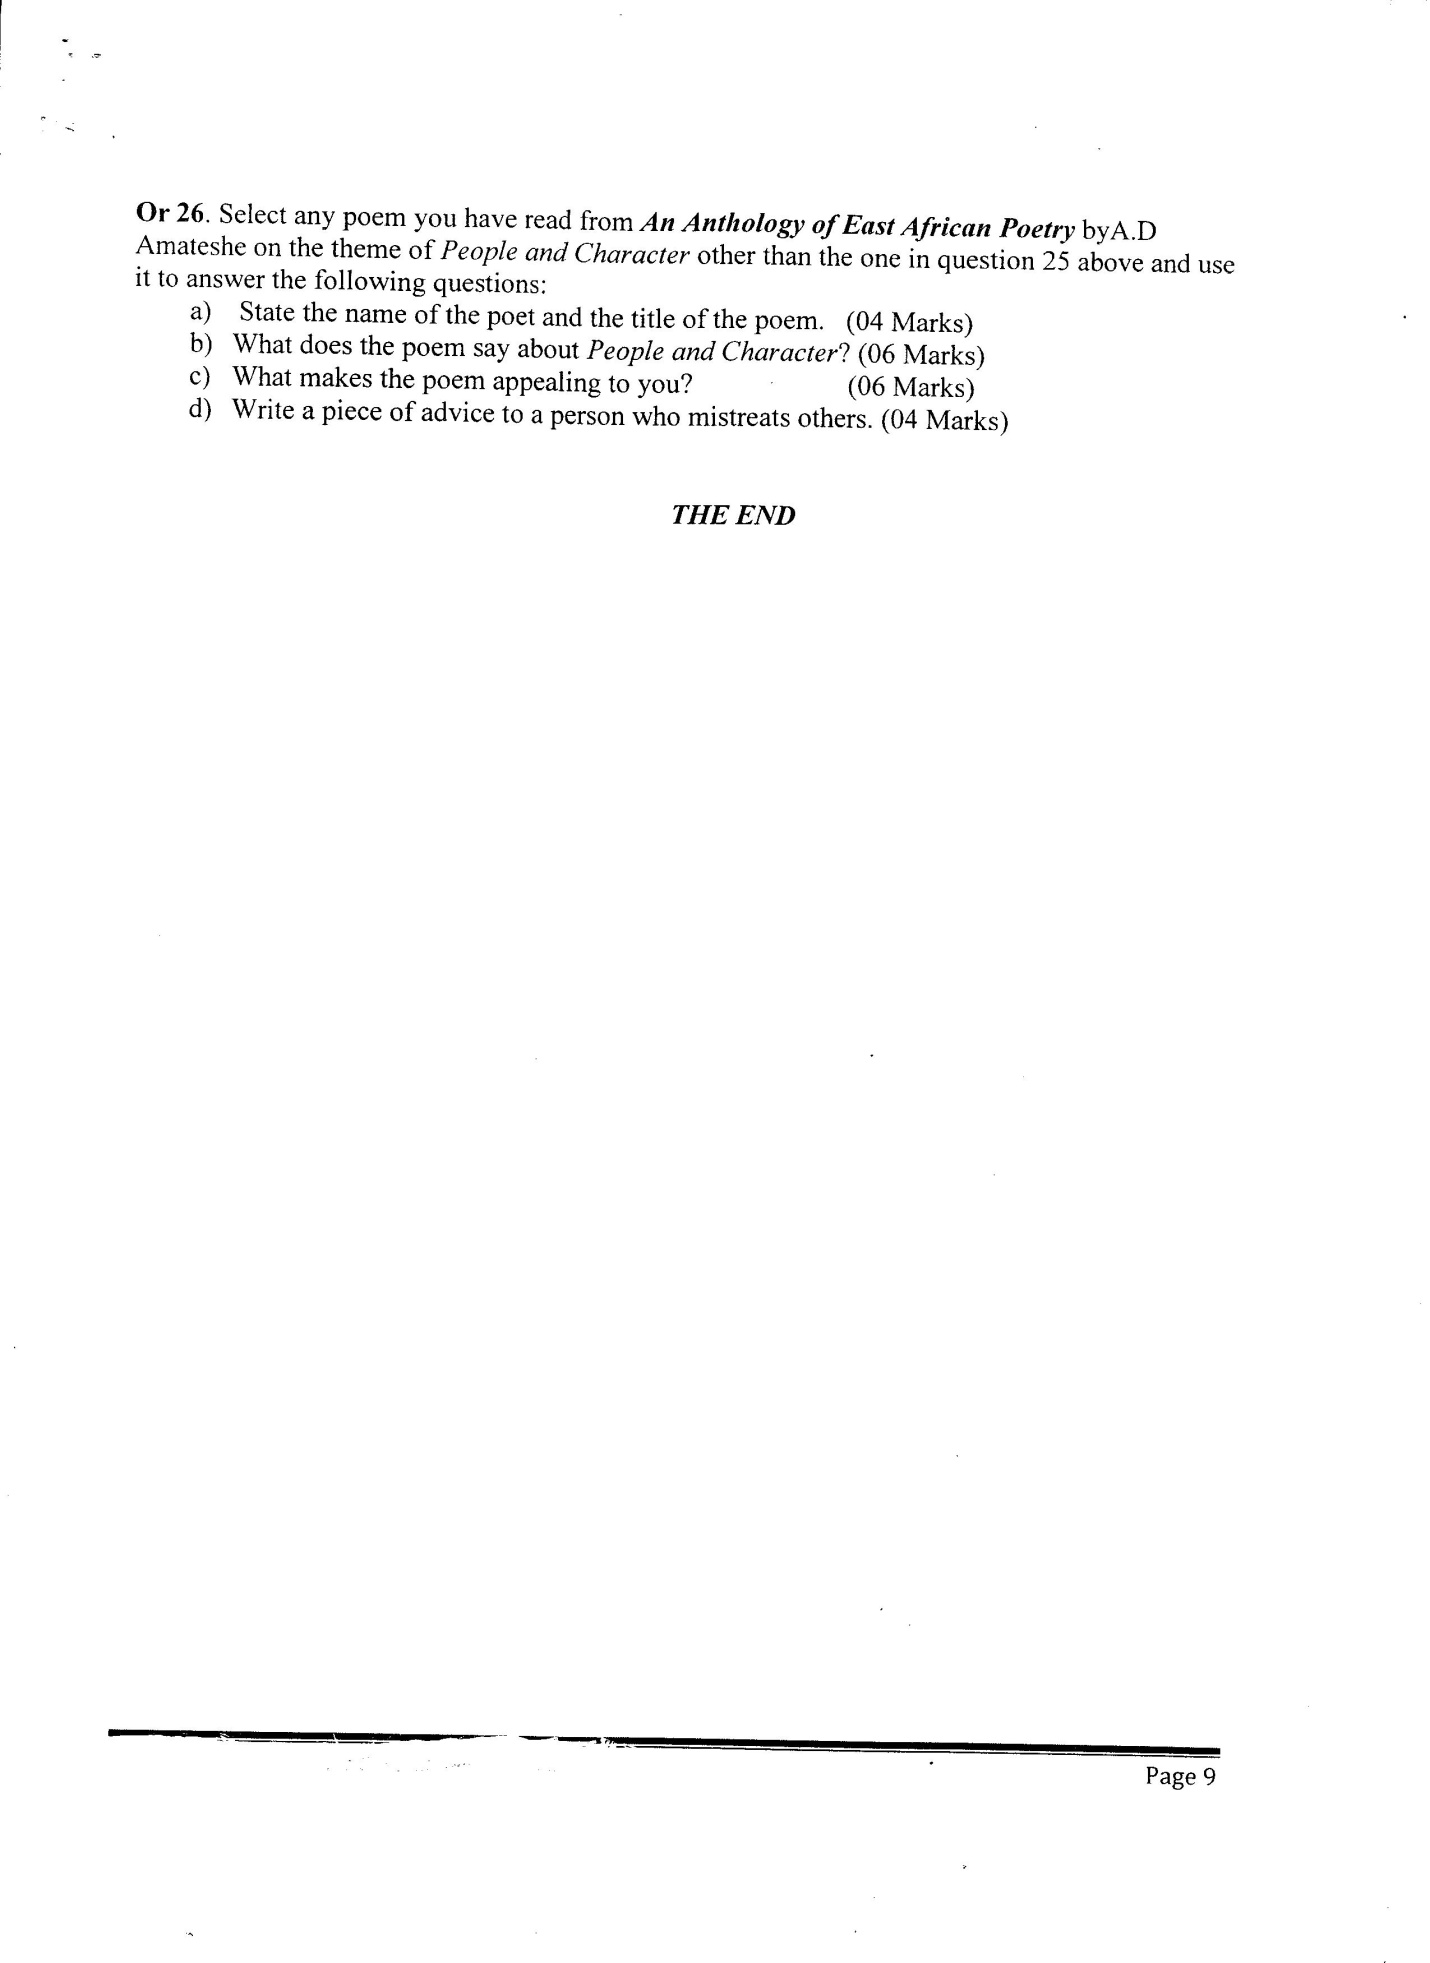 Or 26. Select any poem you have read from An Anthology of East African Poetry byA.D
Amateshe on the theme of People and Character other than the one in question 25 above and use
it to answer the following questions:
a) State the name of the poet and the title of the poem. (04 Marks)
b) What does the poem say about People and Character? (06 Marks)
c) What makes the poem appealing to you? (06 Marks)
d) Write a piece of advice to a person who mistreats others. (04 Marks)
THE END
Page 9